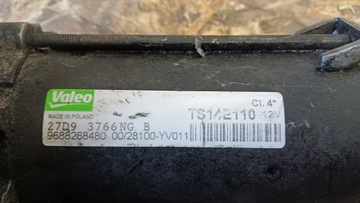 Valeo
MADE IN POLAND
Cl. 4*
TS14E110 12V
27D9 3766NG B
9688268480 00/28100-YV011